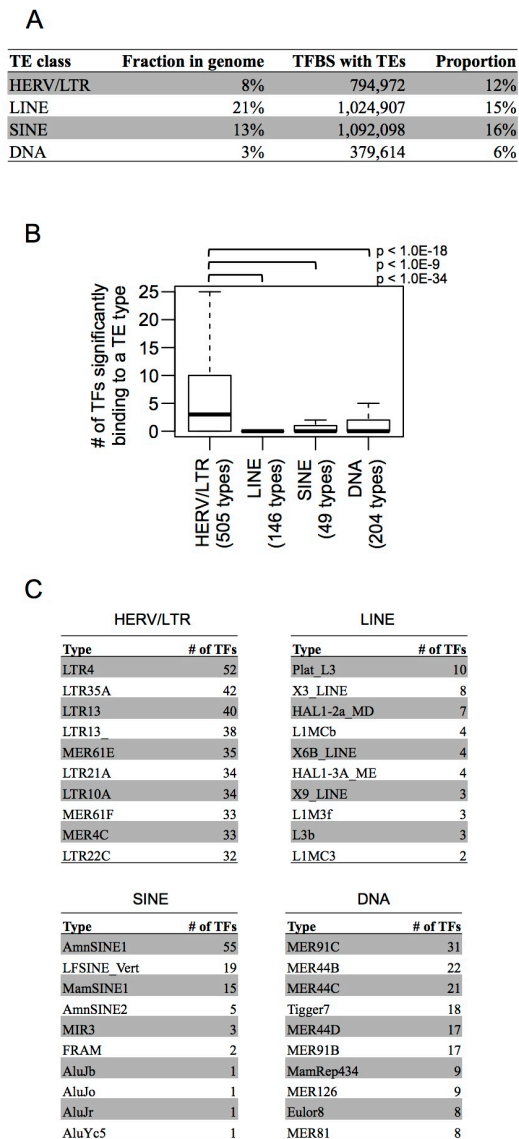 A
TE class Fraction in genome TFBS with TEs Proportion
HERV/LTR 8% 794,972 12%
LINE 21% 1,024,907 15%
SINE 13% 1,092,098 16%
DNA 3% 379,614 6%
B
p < 1.0E-18
p < 1.0E-9
p < 1.0E-34
# of TFs significantly
binding to a TE type
25
20
15
10
5
0
HERV/LTR
(505 types)
LINE
(146 types)
SINE
(49 types)
DNA
(204 types)
C
HERV/LTR
Type # of TFs
LTR4 52
LTR35A 42
LTR13 40
LTR13_ 38
MER61E 35
LTR21A 34
LTR10A 34
MER61F 33
MER4C 33
LTR22C 32
LINE
Type # of TFs
Plat_L3 10
X3_LINE 8
HAL1-2a_MD 7
L1MCb 4
X6B_LINE 4
HAL1-3A_ME 4
X9_LINE 3
L1M3f 3
L3b 3
L1MC3 2
SINE
Type # of TFs
AmnSINE1 55
LFSINE_Vert 19
MamSINE1 15
AmnSINE2 5
MIR3 3
FRAM 2
AluJb 1
AluJo 1
AluJr 1
AluYc5 1
DNA
Type # of TFs
MER91C 31
MER44B 22
MER44C 21
Tigger7 18
MER44D 17
MER91B 17
MamRep434 9
MER126 9
Eulor8 8
MER81 8